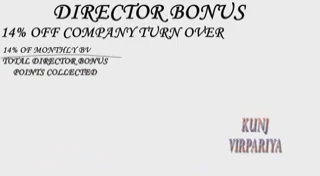 DIRECTOR BONUS
14% OFF COMPANY TURN OVER
14% OF MONTHLY BV
TOTAL DIRECTOR BONUS
POINTS COLLECTED
KUNJ
VIRPARIYA